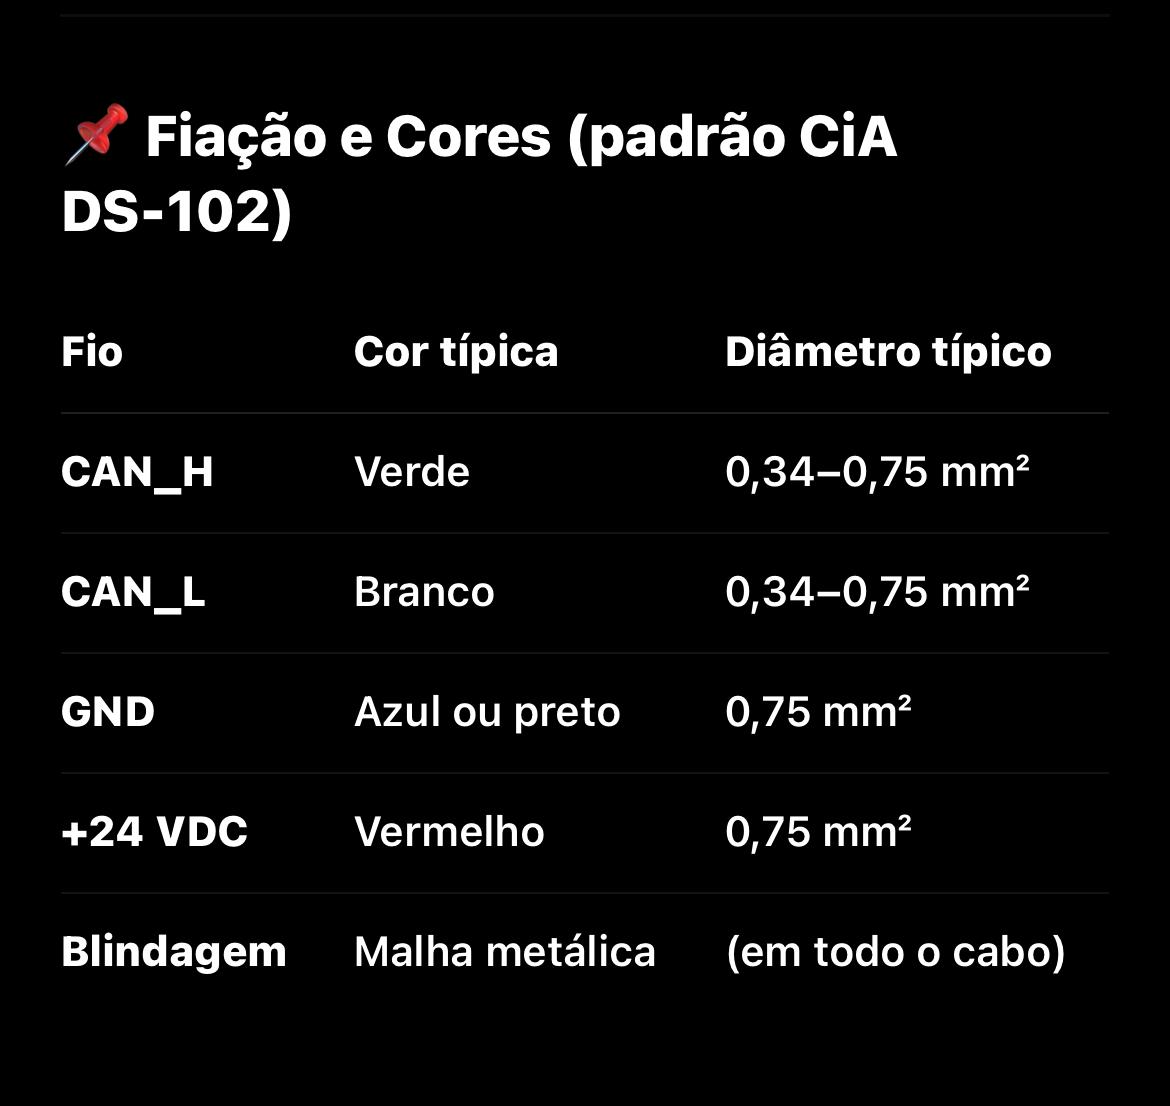 📌 Fiação e Cores (padrão CiA
DS-102)
Fio Cor típica Diâmetro típico
CAN_H Verde 0,34–0,75 mm²
CAN_L Branco 0,34–0,75 mm²
GND Azul ou preto 0,75 mm²
+24 VDC Vermelho 0,75 mm²
Blindagem Malha metálica (em todo o cabo)